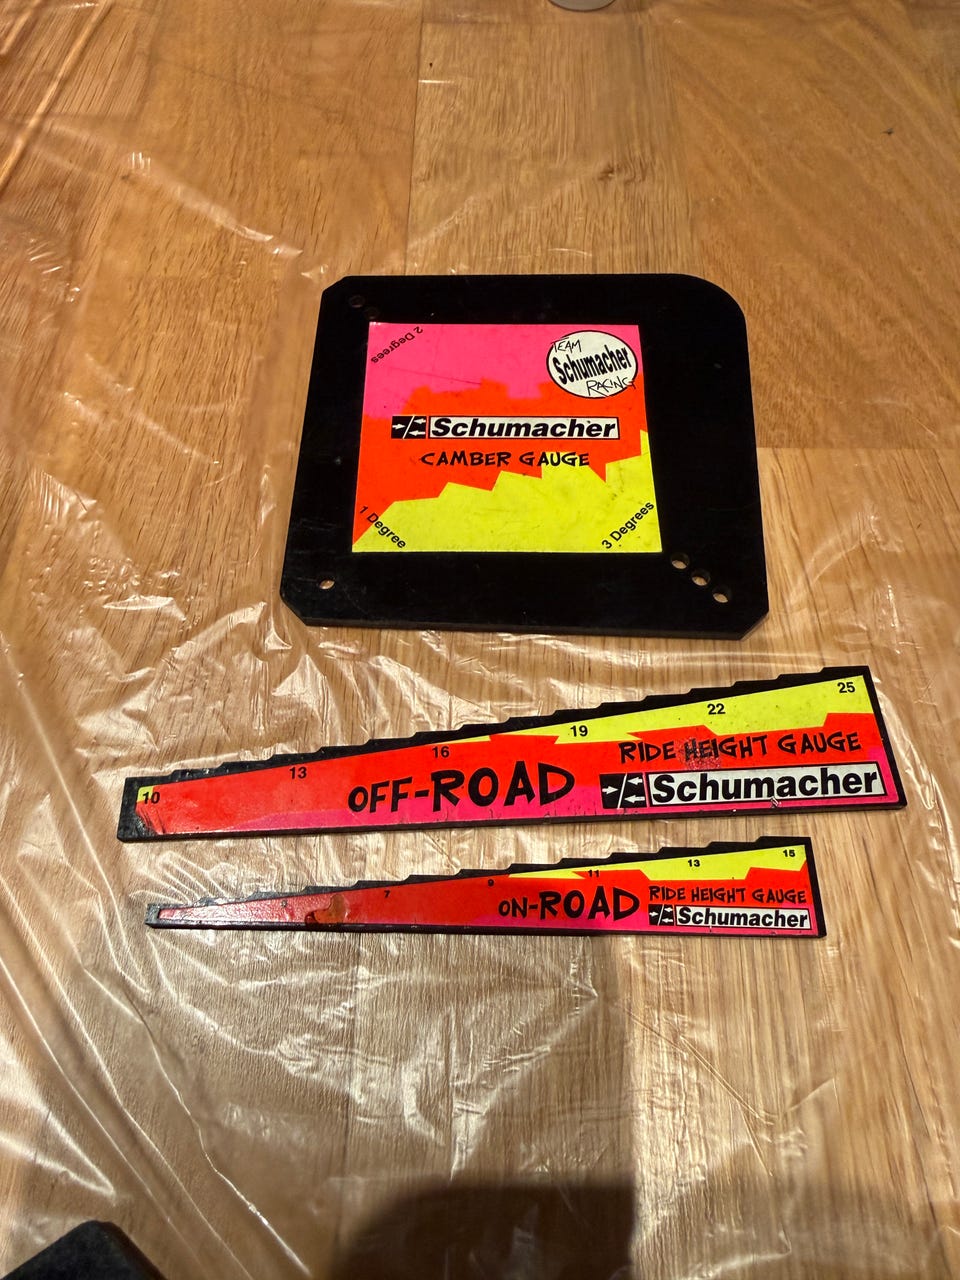 2 Degrees
TEAM
Schumacher
RACING
Schumacher
CAMBER GAUGE
1 Degree
3 Degrees
10
13
16
19
22
25
OFF-ROAD
RIDE HEIGHT GAUGE
Schumacher
7
9
11
13
15
ON-ROAD
RIDE HEIGHT GAUGE
Schumacher